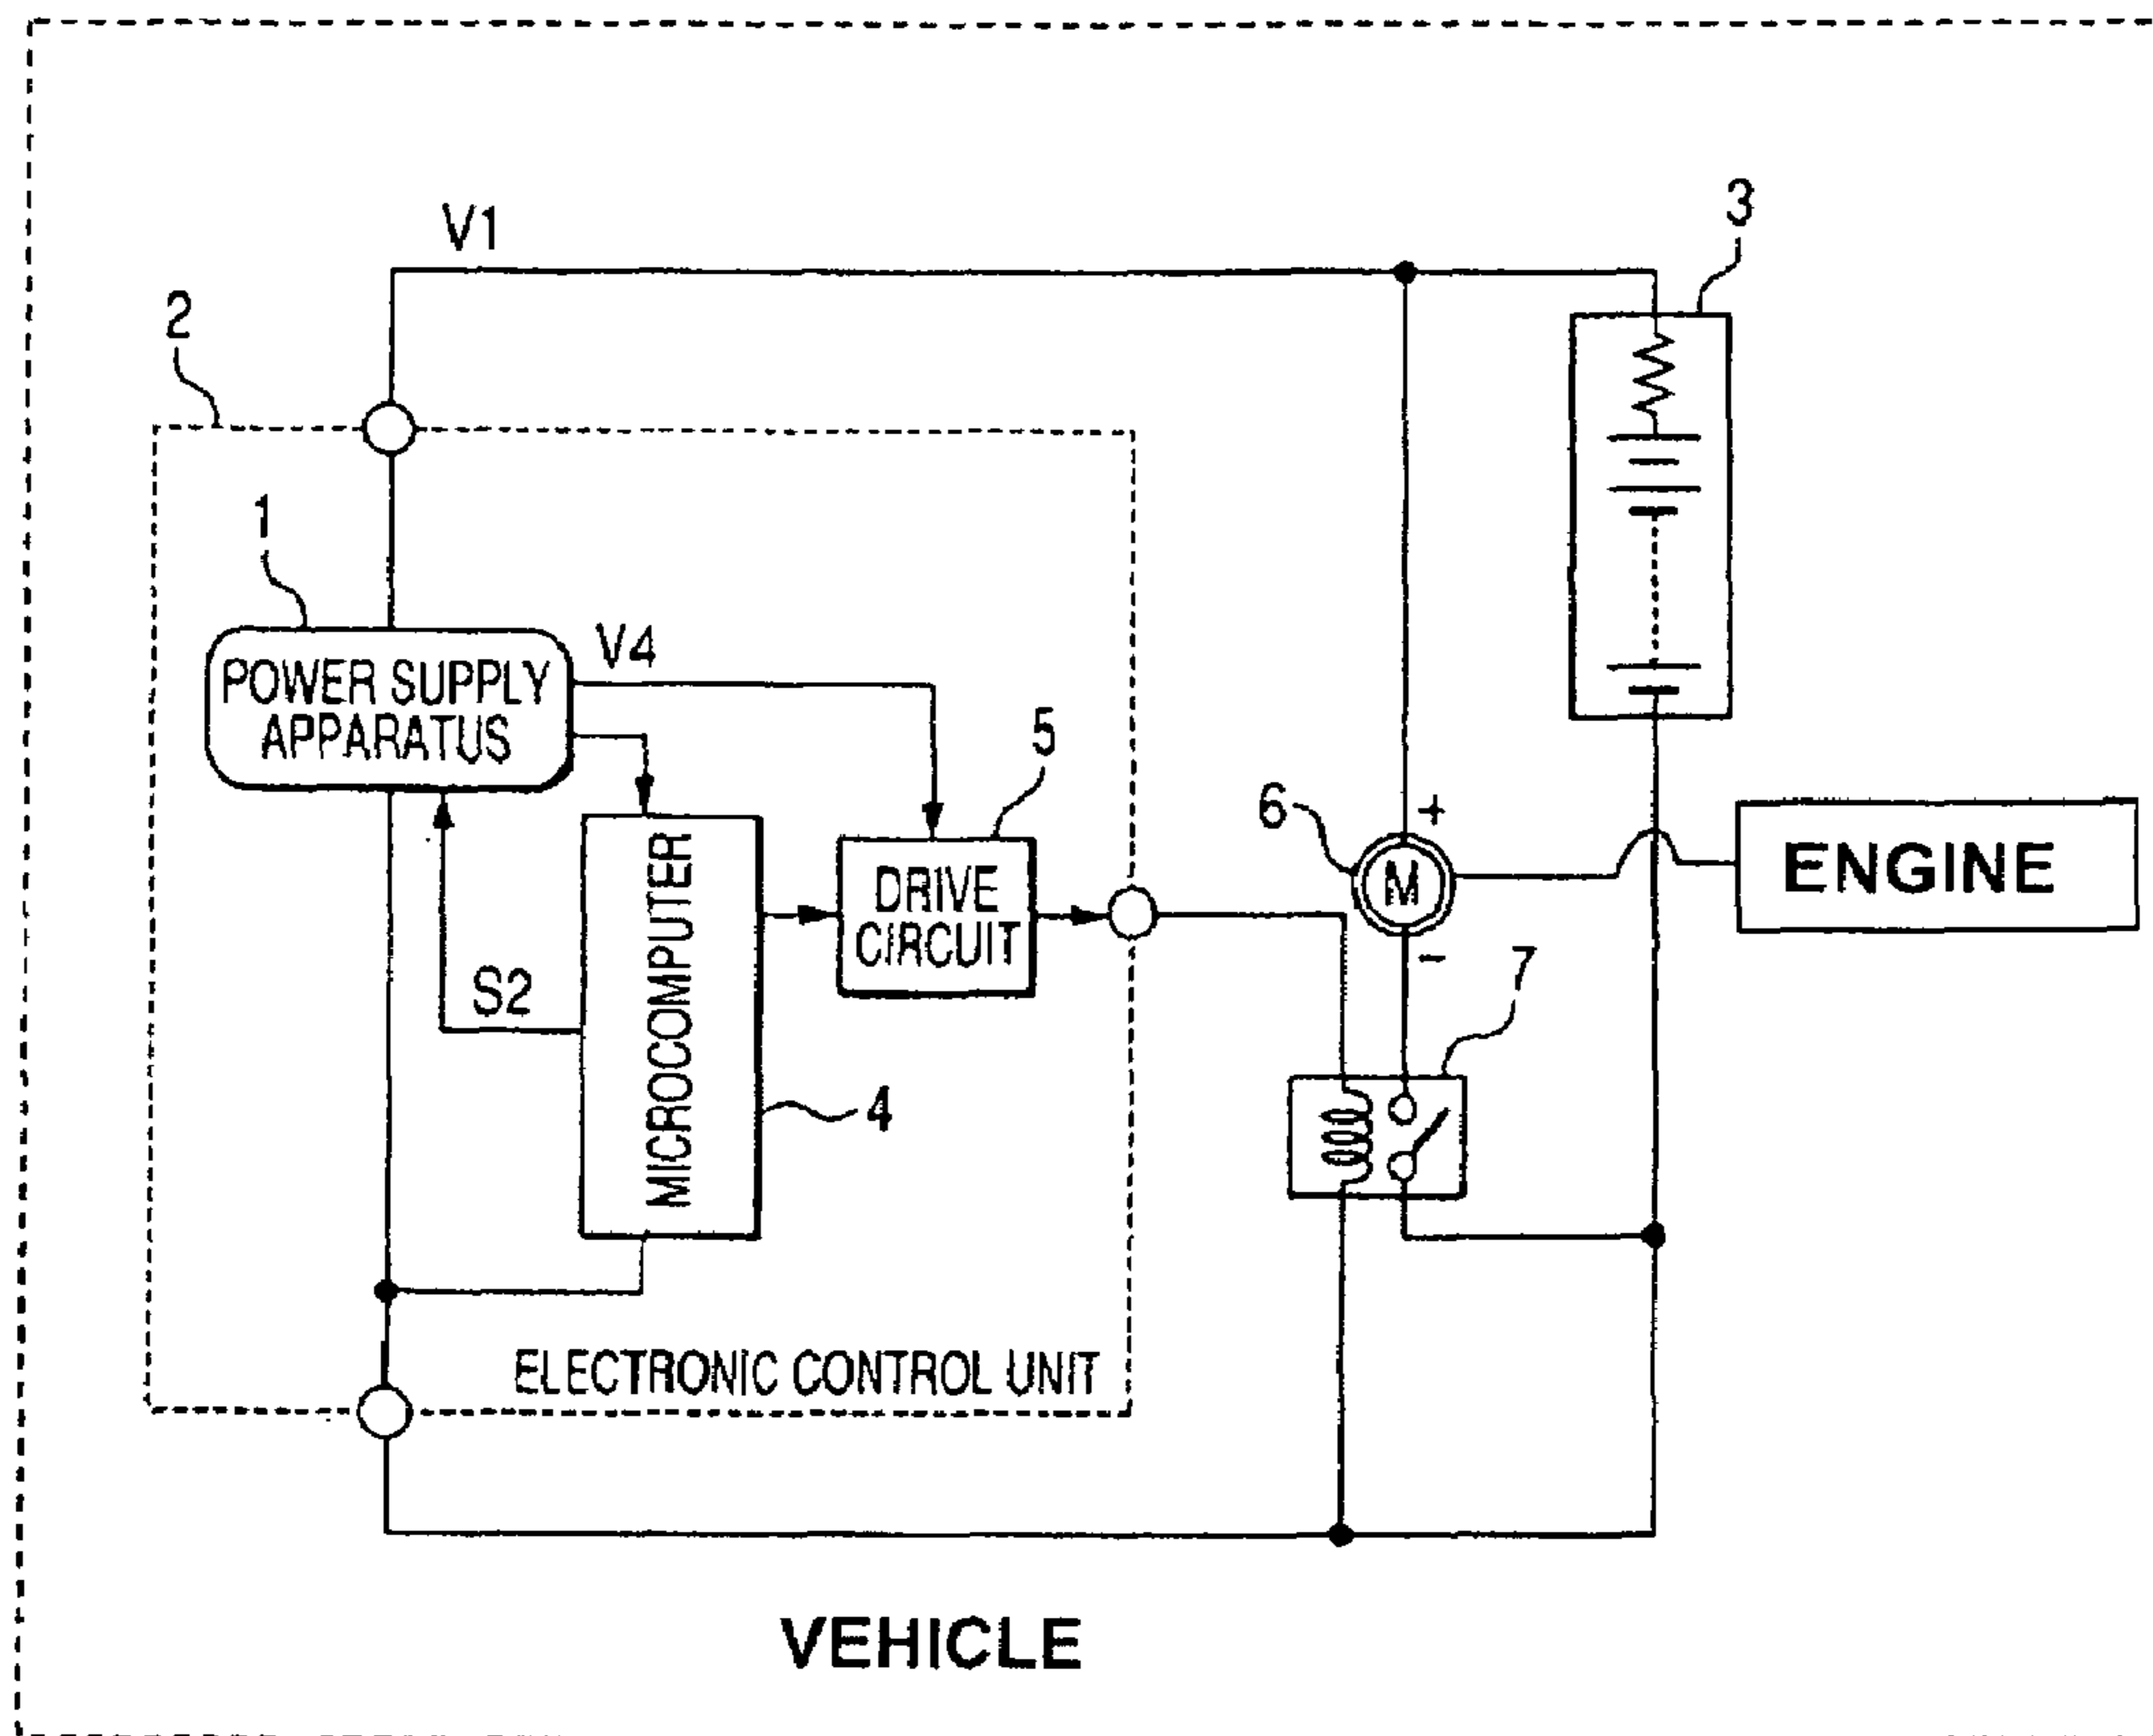 V1
3
2
1
POWER SUPPLY
APPARATUS
V4
5
6
+
M
ENGINE
DRIVE
CIRCUIT
MICROCOMPUTER
S2
-
7
4
ELECTRONIC CONTROL UNIT
VEHICLE